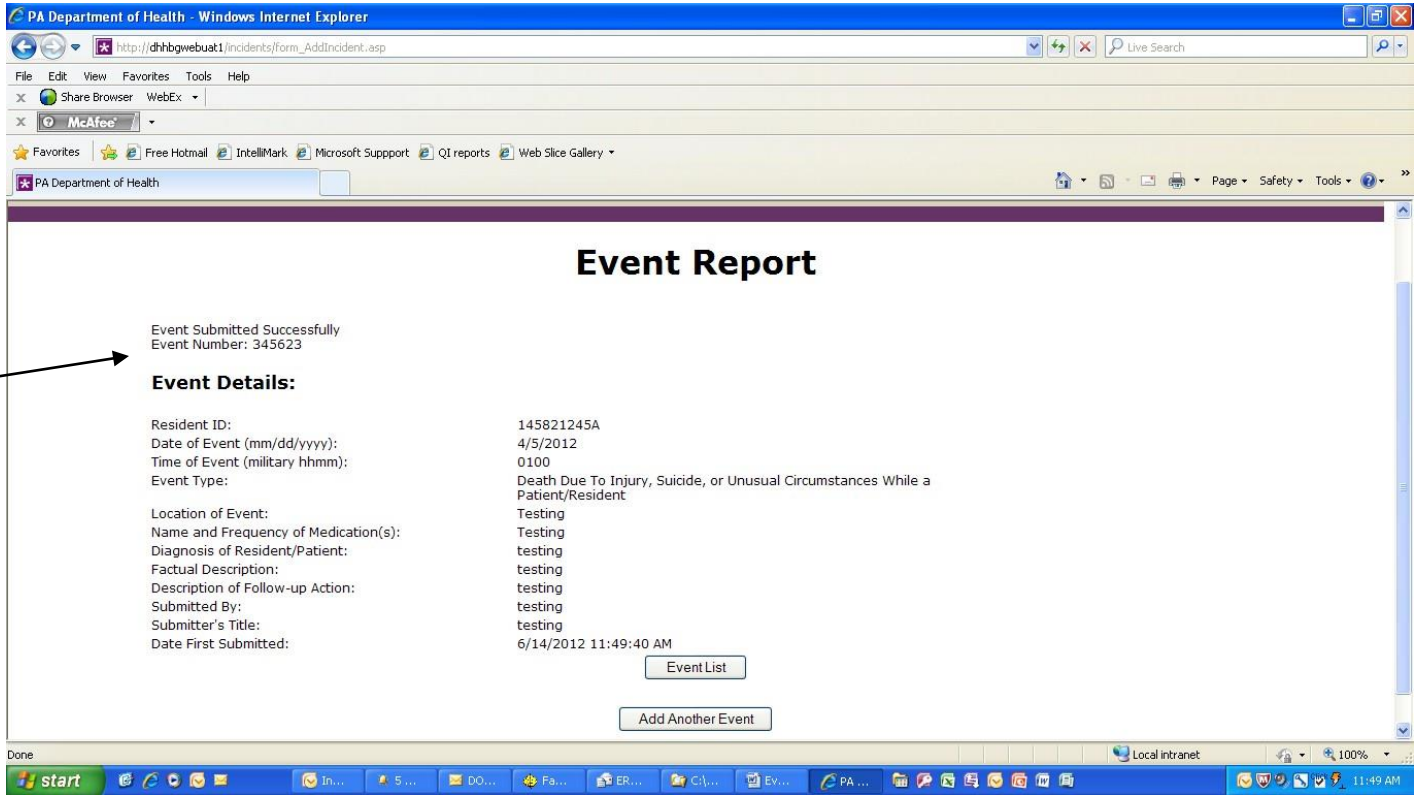 PA Department of Health - Windows Internet Explorer
http://dhhbgwebuat1/incidents/form_AddIncident.asp
Live Search
File Edit View Favorites Tools Help
x Share Browser WebEx
x McAfee
Favorites Free Hotmail IntelliMark Microsoft Suppport QI reports Web Slice Gallery
PA Department of Health Page Safety Tools »
Event Report
Event Submitted Successfully
Event Number: 345623
Event Details:
Resident ID: 145821245A
Date of Event (mm/dd/yyyy): 4/5/2012
Time of Event (military hhmm): 0100
Event Type: Death Due To Injury, Suicide, or Unusual Circumstances While a
Patient/Resident
Location of Event: Testing
Name and Frequency of Medication(s): Testing
Diagnosis of Resident/Patient: testing
Factual Description: testing
Description of Follow-up Action: testing
Submitted By: testing
Submitter's Title: testing
Date First Submitted: 6/14/2012 11:49:40 AM
Event List
Add Another Event
Done Local intranet 100%
start In... 5 ... DO... Fa... ER... C:\... Ev... PA ... 11:49 AM